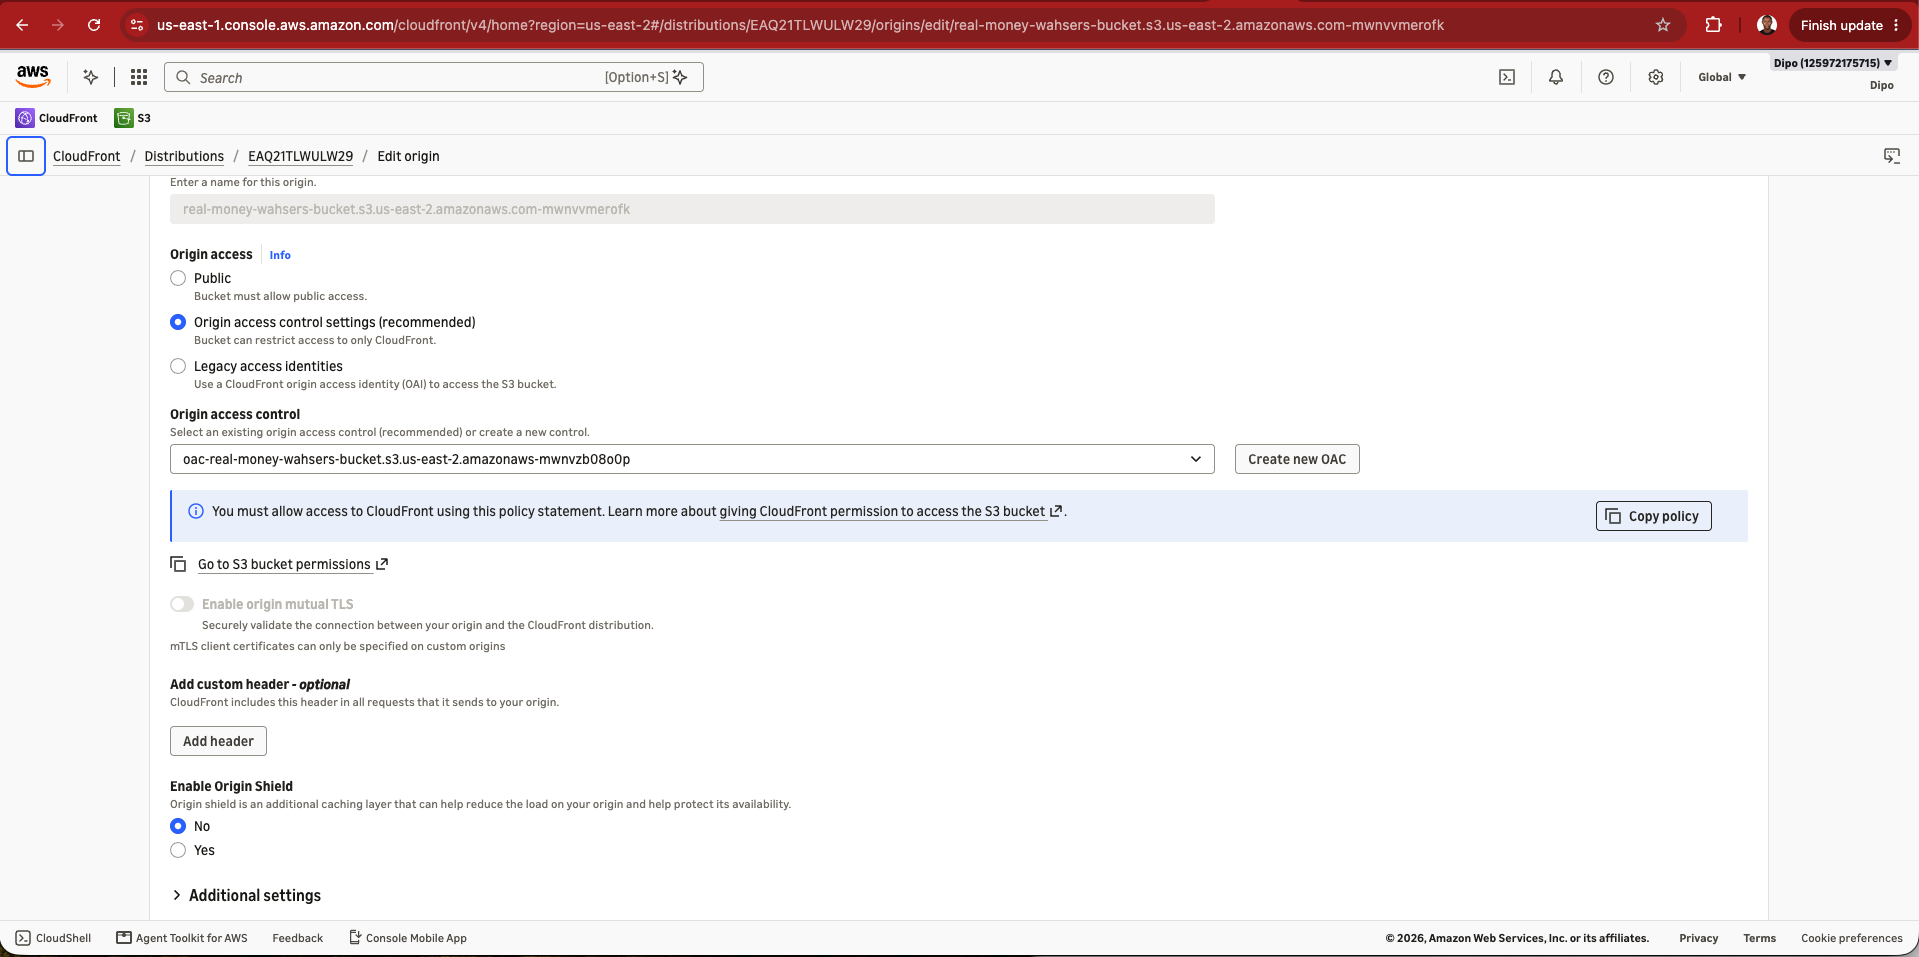 us-east-1.console.aws.amazon.com/cloudfront/v4/home?region=us-east-2#/distributions/EAQ21TLWULW29/origins/edit/real-money-wahsers-bucket.s3.us-east-2.amazonaws.com-mwnvvmerofk
Finish update
aws
Search
[Option+S]
Global
Dipo (125972175715)
Dipo
CloudFront
S3
CloudFront / Distributions / EAQ21TLWULW29 / Edit origin
Enter a name for this origin.
real-money-wahsers-bucket.s3.us-east-2.amazonaws.com-mwnvvmerofk
Origin access
Info
Public
Bucket must allow public access.
Origin access control settings (recommended)
Bucket can restrict access to only CloudFront.
Legacy access identities
Use a CloudFront origin access identity (OAI) to access the S3 bucket.
Origin access control
Select an existing origin access control (recommended) or create a new control.
oac-real-money-wahsers-bucket.s3.us-east-2.amazonaws-mwnvzb08o0p
Create new OAC
You must allow access to CloudFront using this policy statement. Learn more about giving CloudFront permission to access the S3 bucket .
Copy policy
Go to S3 bucket permissions
Enable origin mutual TLS
Securely validate the connection between your origin and the CloudFront distribution.
mTLS client certificates can only be specified on custom origins
Add custom header - optional
CloudFront includes this header in all requests that it sends to your origin.
Add header
Enable Origin Shield
Origin shield is an additional caching layer that can help reduce the load on your origin and help protect its availability.
No
Yes
Additional settings
CloudShell
Agent Toolkit for AWS
Feedback
Console Mobile App
© 2026, Amazon Web Services, Inc. or its affiliates.
Privacy
Terms
Cookie preferences